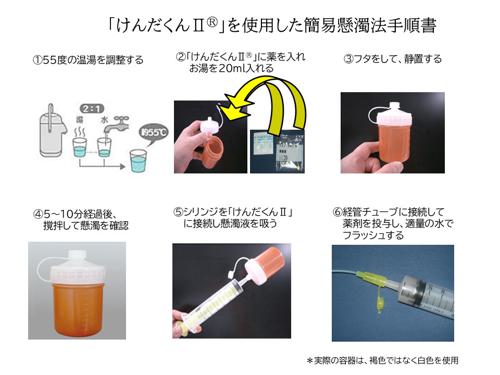 「けんだくんⅡ®」を使用した簡易懸濁法手順書
①55度の温湯を調整する
2:1
湯 水
約55℃
②「けんだくんⅡ®」に薬を入れ
お湯を20ml入れる
③フタをして、静置する
④5～10分経過後、
撹拌して懸濁を確認
⑤シリンジを「けんだくんⅡ」
に接続し懸濁液を吸う
⑥経管チューブに接続して
薬剤を投与し、適量の水で
フラッシュする
＊実際の容器は、褐色ではなく白色を使用